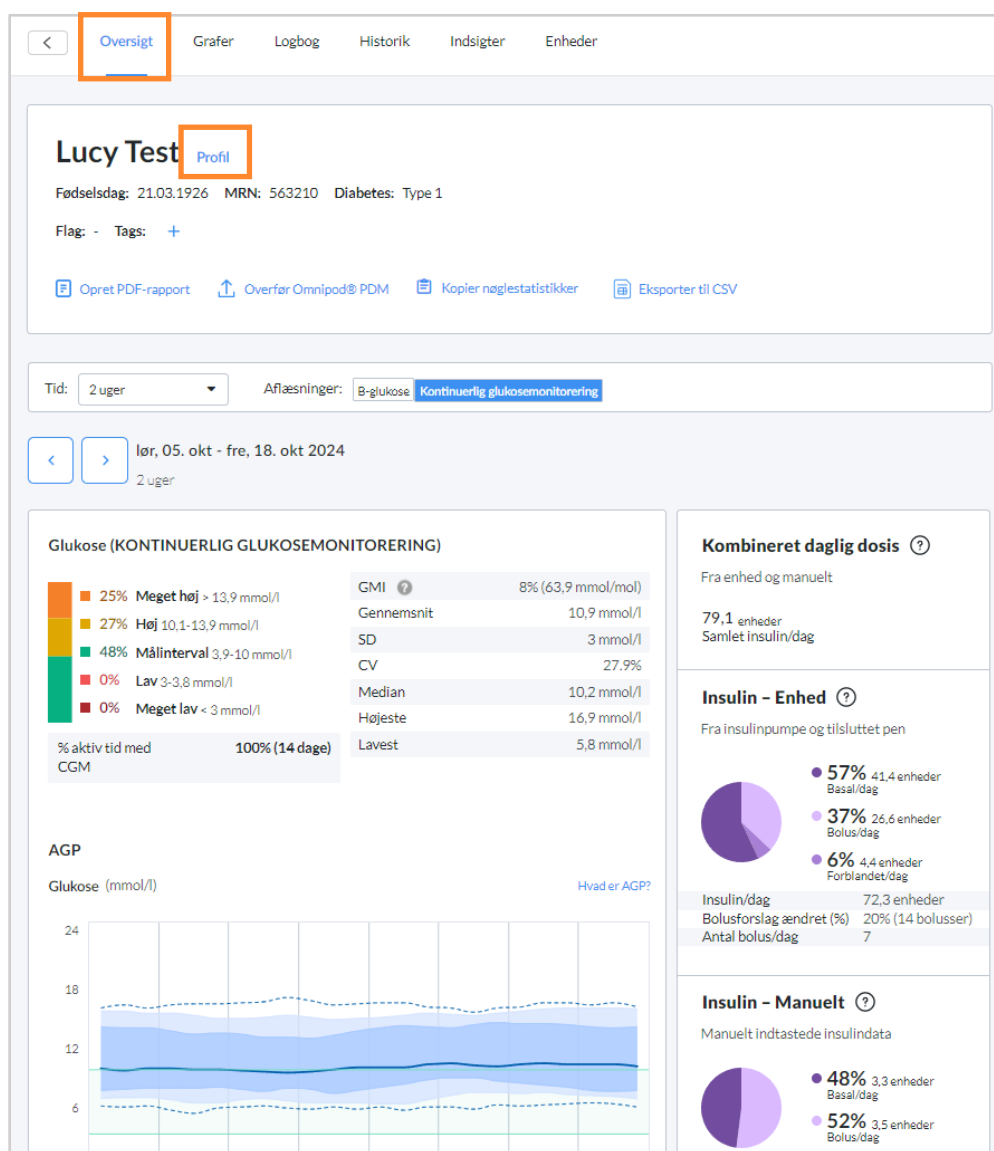 Oversigt Grafer Logbog Historik Indsigter Enheder
Lucy Test Profil
Fødselsdag: 21.03.1926 MRN: 563210 Diabetes: Type 1
Flag: - Tags: +
Opret PDF-rapport Overfør Omnipod® PDM Kopier nøglestatistikker Eksporter til CSV
Tid: 2 uger Aflæsninger: B-glukose Kontinuerlig glukosemonitorering
lør, 05. okt - fre, 18. okt 2024
2 uger
Glukose (KONTINUERLIG GLUKOSEMONITORERING)
25% Meget høj > 13,9 mmol/l
27% Høj 10,1-13,9 mmol/l
48% Målinterval 3,9-10 mmol/l
0% Lav 3-3,8 mmol/l
0% Meget lav < 3 mmol/l
% aktiv tid med 100% (14 dage)
CGM
GMI ? 8% (63,9 mmol/mol)
Gennemsnit 10,9 mmol/l
SD 3 mmol/l
CV 27.9%
Median 10,2 mmol/l
Højeste 16,9 mmol/l
Lavest 5,8 mmol/l
AGP
Glukose (mmol/l) Hvad er AGP?
24
18
12
6
Kombineret daglig dosis ?
Fra enhed og manuelt
79,1 enheder
Samlet insulin/dag
Insulin – Enhed ?
Fra insulinpumpe og tilsluttet pen
57% 41,4 enheder
Basal/dag
37% 26,6 enheder
Bolus/dag
6% 4,4 enheder
Forblandet/dag
Insulin/dag 72,3 enheder
Bolusforslag ændret (%) 20% (14 bolusser)
Antal bolus/dag 7
Insulin – Manuelt ?
Manuelt indtastede insulindata
48% 3,3 enheder
Basal/dag
52% 3,5 enheder
Bolus/dag